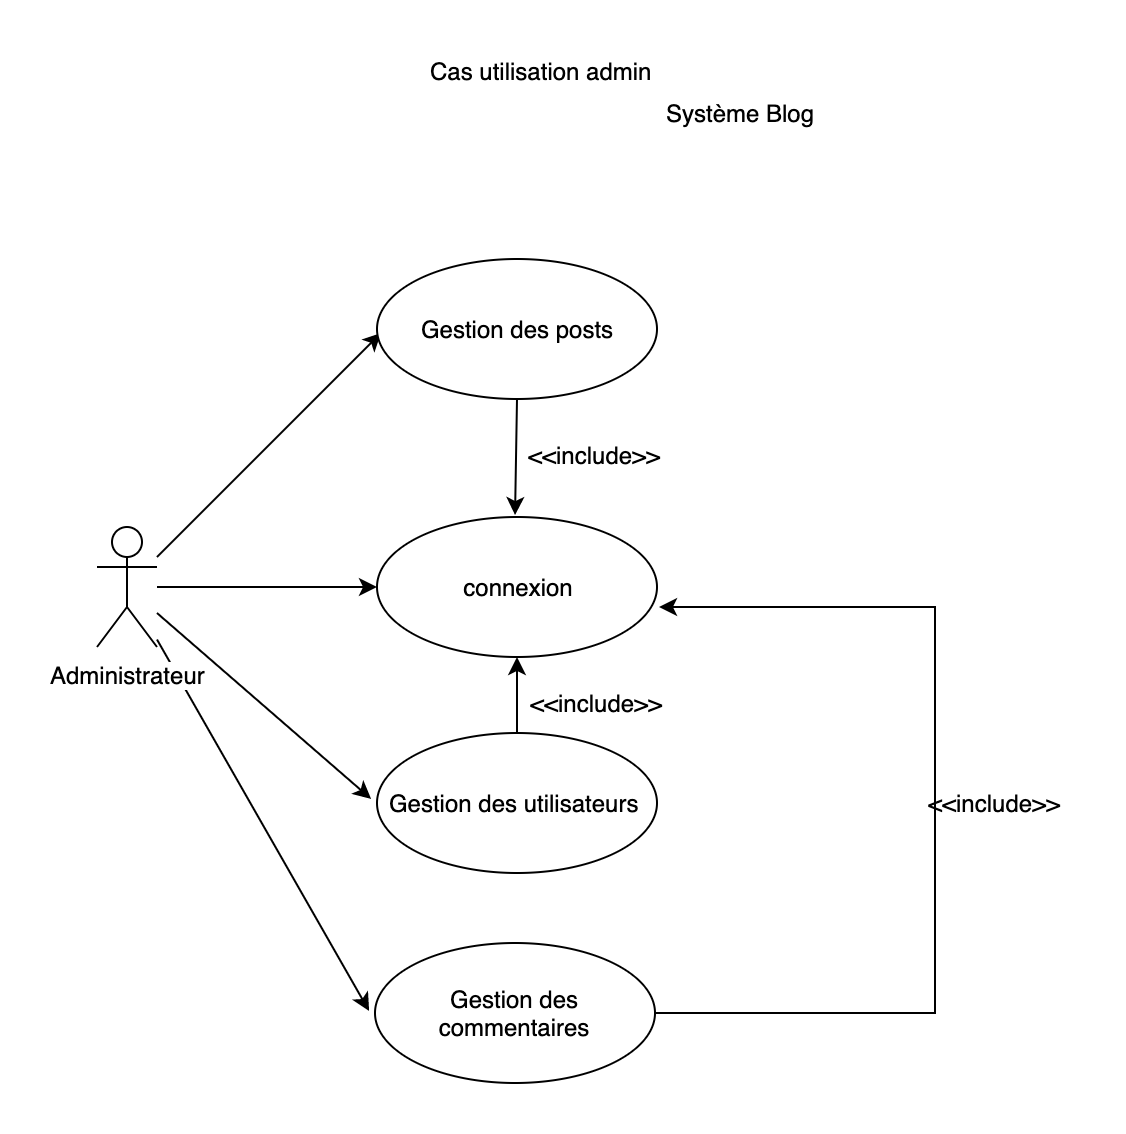 Cas utilisation admin
Système Blog
Gestion des posts
<<include>>
connexion
Administrateur
<<include>>
Gestion des utilisateurs
<<include>>
Gestion des
commentaires